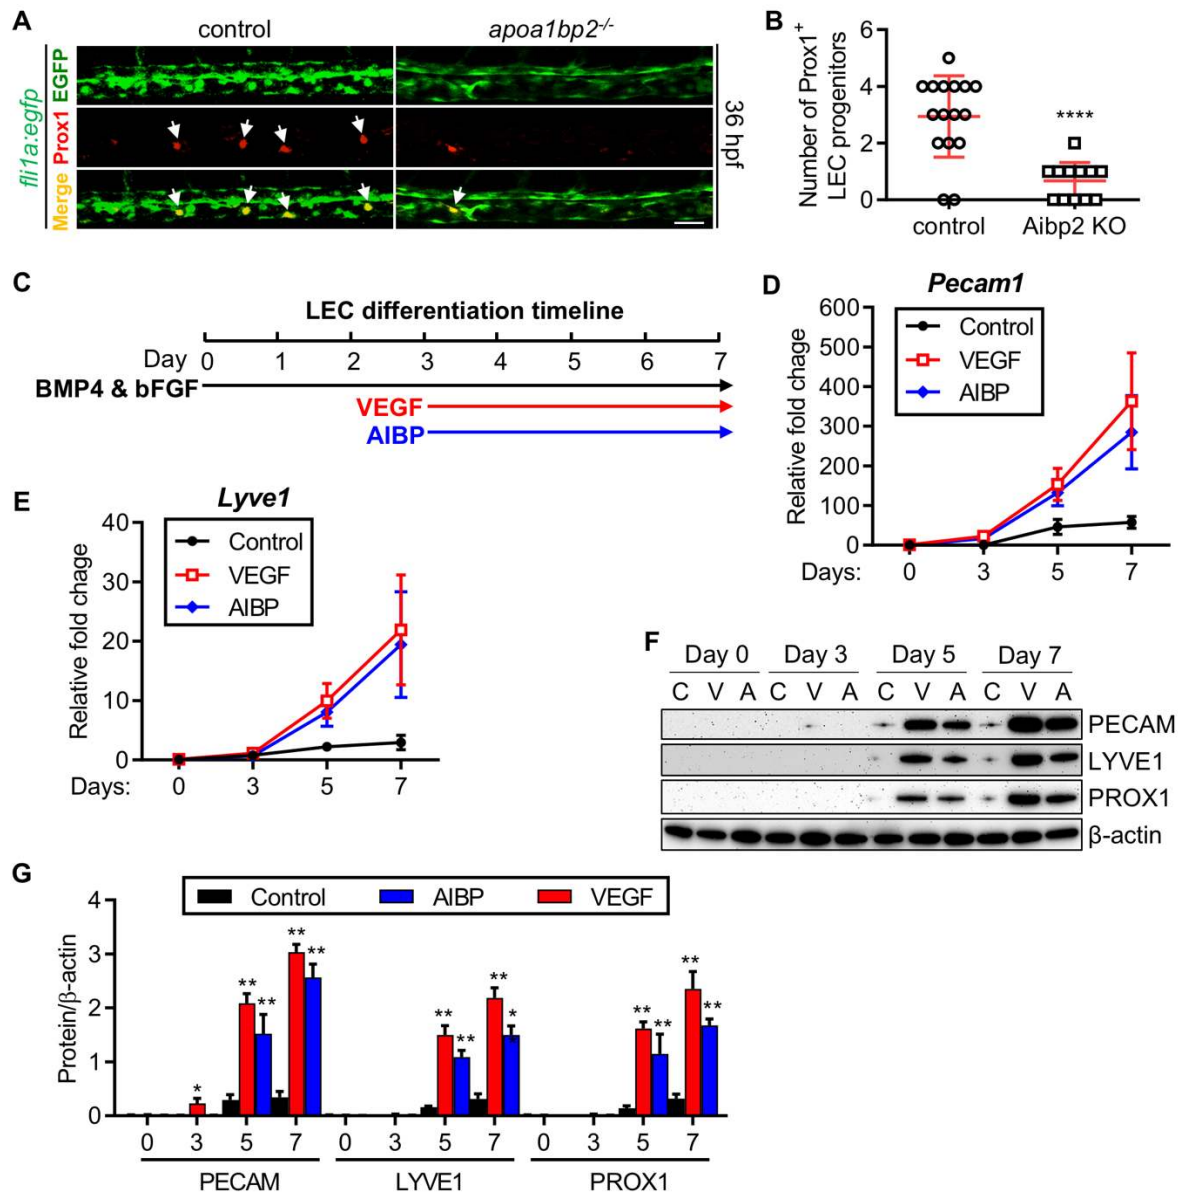 A
control
apoa1bp2-/-
fli1a:egfp
Merge Prox1 EGFP
36 hpf
B
Number of Prox1+
LEC progenitors
6
4
2
0
****
control
Aibp2 KO
C
LEC differentiation timeline
Day 0 1 2 3 4 5 6 7
BMP4 & bFGF
VEGF
AIBP
D
Pecam1
Relative fold chage
600
500
400
300
200
100
0
Control
VEGF
AIBP
Days: 0 3 5 7
E
Lyve1
Relative fold chage
40
30
20
10
0
Control
VEGF
AIBP
Days: 0 3 5 7
F
Day 0 Day 3 Day 5 Day 7
C V A C V A C V A C V A
PECAM
LYVE1
PROX1
β-actin
G
Control AIBP VEGF
Protein/β-actin
4
3
2
1
0
* ** ** ** **
** ** ** *
** ** ** **
0 3 5 7 0 3 5 7 0 3 5 7
PECAM LYVE1 PROX1